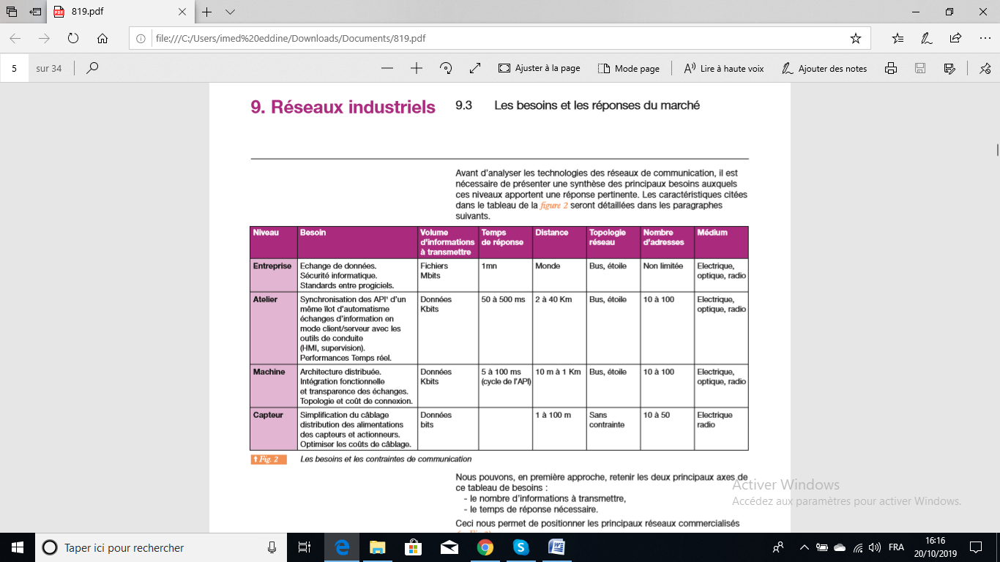 819.pdf
file:///C:/Users/imed%20eddine/Downloads/Documents/819.pdf
5 sur 34
Ajuster à la page
Mode page
Lire à haute voix
Ajouter des notes
9. Réseaux industriels
9.3 Les besoins et les réponses du marché
Avant d'analyser les technologies des réseaux de communication, il est
nécessaire de présenter une synthèse des principaux besoins auxquels
ces niveaux apportent une réponse pertinente. Les caractéristiques citées
dans le tableau de la figure 2 seront détaillées dans les paragraphes
suivants.
Niveau
Besoin
Volume
d'informations
à transmettre
Temps
de réponse
Distance
Topologie
réseau
Nombre
d'adresses
Médium
Entreprise
Echange de données.
Sécurité informatique.
Standards entre progiciels.
Fichiers
Mbits
1mn
Monde
Bus, étoile
Non limitée
Electrique,
optique, radio
Atelier
Synchronisation des API¹ d'un
même îlot d'automatisme
échanges d'information en
mode client/serveur avec les
outils de conduite
(HMI, supervision).
Performances Temps réel.
Données
Kbits
50 à 500 ms
2 à 40 Km
Bus, étoile
10 à 100
Electrique,
optique, radio
Machine
Architecture distribuée.
Intégration fonctionnelle
et transparence des échanges.
Topologie et coût de connexion.
Données
Kbits
5 à 100 ms
(cycle de l'API)
10 m à 1 Km
Bus, étoile
10 à 100
Electrique,
optique, radio
Capteur
Simplification du câblage
distribution des alimentations
des capteurs et actionneurs.
Optimiser les coûts de câblage.
Données
bits
1 à 100 m
Sans
contrainte
10 à 50
Electrique
radio
Fig. 2 Les besoins et les contraintes de communication
Nous pouvons, en première approche, retenir les deux principaux axes de
ce tableau de besoins :
- le nombre d'informations à transmettre,
- le temps de réponse nécessaire.
Ceci nous permet de positionner les principaux réseaux commercialisés
Activer Windows
Accédez aux paramètres pour activer Windows.
Taper ici pour rechercher
FRA
16:16
20/10/2019